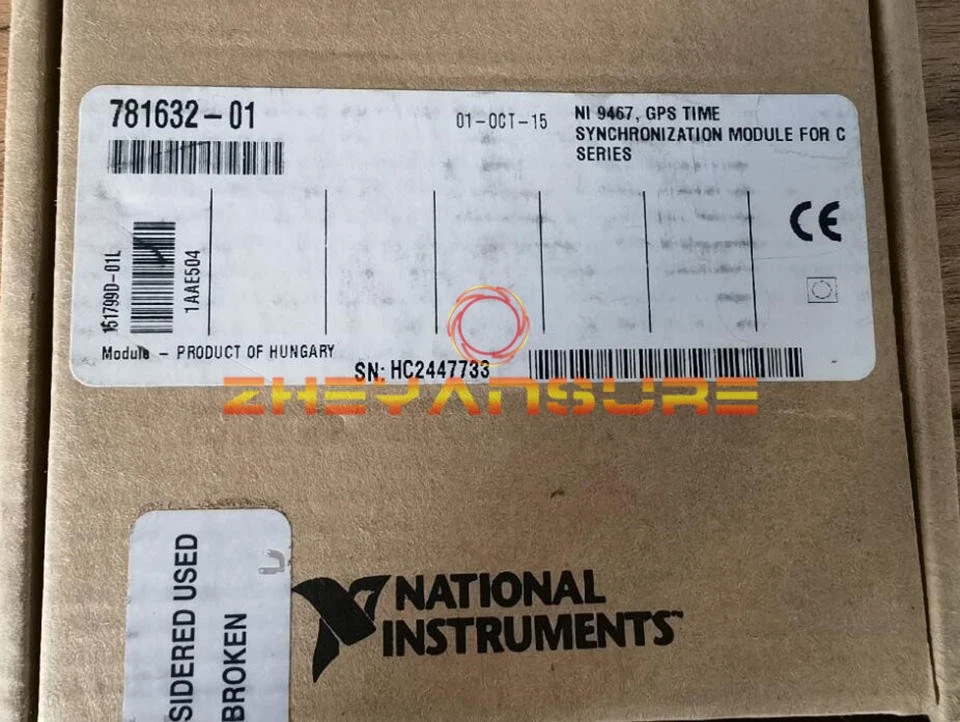 781632-01
01-OCT-15
NI 9467, GPS TIME
SYNCHRONIZATION MODULE FOR C
SERIES
CE
151799D-01L
1AAE504
Module - PRODUCT OF HUNGARY
SN: HC2447733
ZHEYANSURE
SIDERED USED
BROKEN
NATIONAL
INSTRUMENTS™